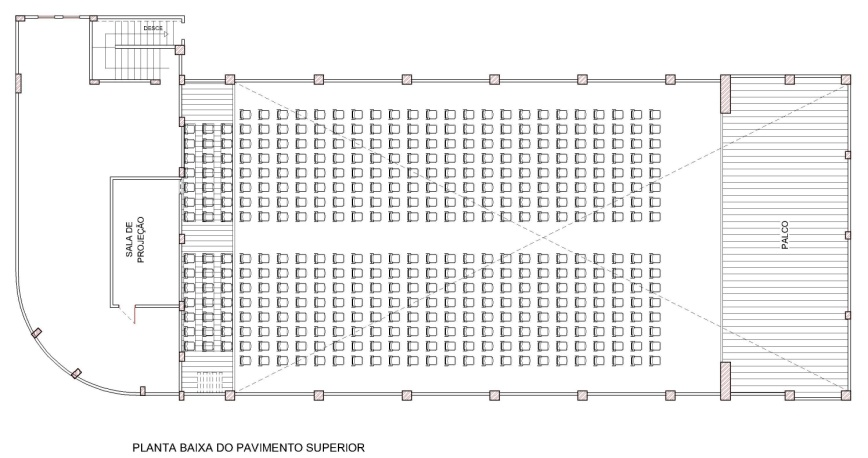 DESCE
SALA DE
PROJEÇÃO
PALCO
PLANTA BAIXA DO PAVIMENTO SUPERIOR